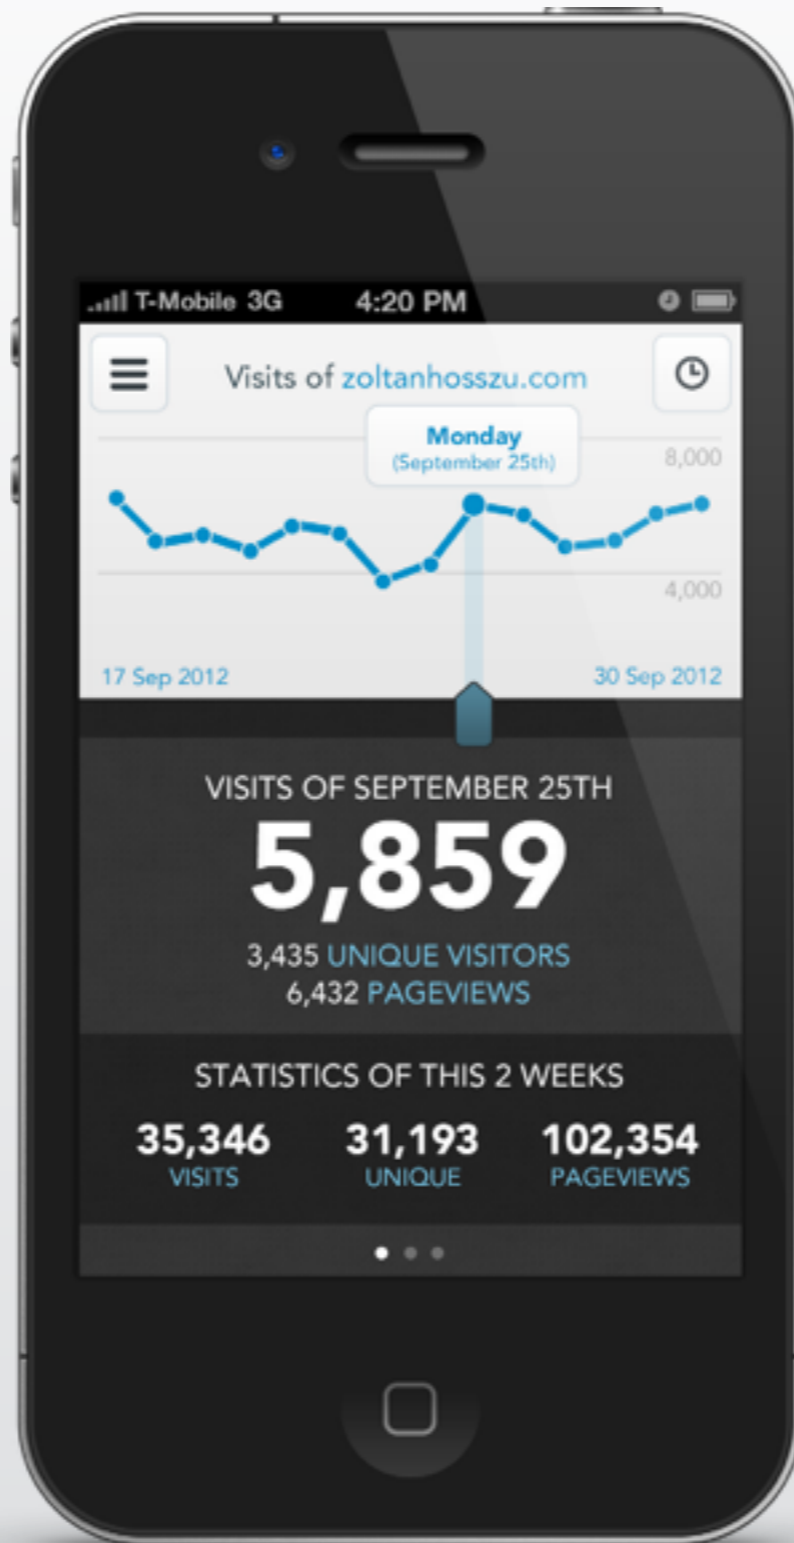 T-Mobile 3G 4:20 PM
Visits of zoltanhosszu.com
Monday
(September 25th)
8,000
4,000
17 Sep 2012 30 Sep 2012
VISITS OF SEPTEMBER 25TH
5,859
3,435 UNIQUE VISITORS
6,432 PAGEVIEWS
STATISTICS OF THIS 2 WEEKS
35,346 31,193 102,354
VISITS UNIQUE PAGEVIEWS